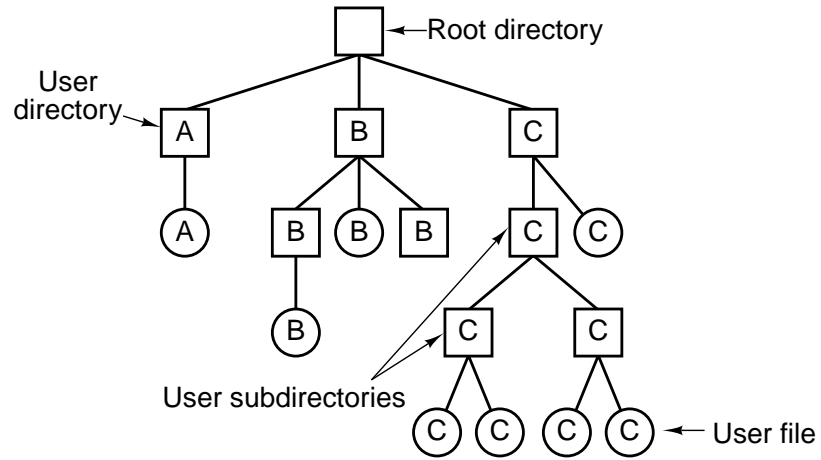 Root directory
User
directory
A B C
A B B B C C
B C C
User subdirectories
C C C C
User file